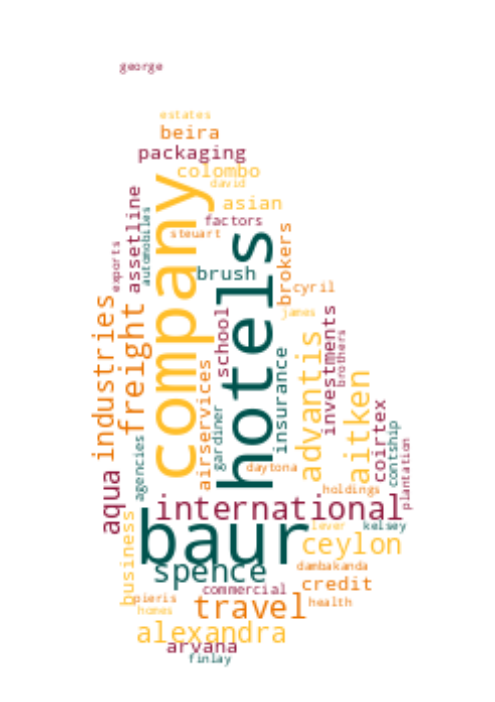 george
estates
beira
packaging
colombo
david
assetline
automobiles
company
asian
factors
steuart
exports
brush
hotels
brokers
cyril
james
industries
freight
school
investments
brothers
advantis
insurance
airservices
gardiner
aitken
coirtex
contship
plantation
agencies
daytona
aqua
holdings
international
business
baur
lever
kelsey
ceylon
spence
dambakanda
credit
commercial
pieris
homes
travel
health
alexandra
aryana
finlay